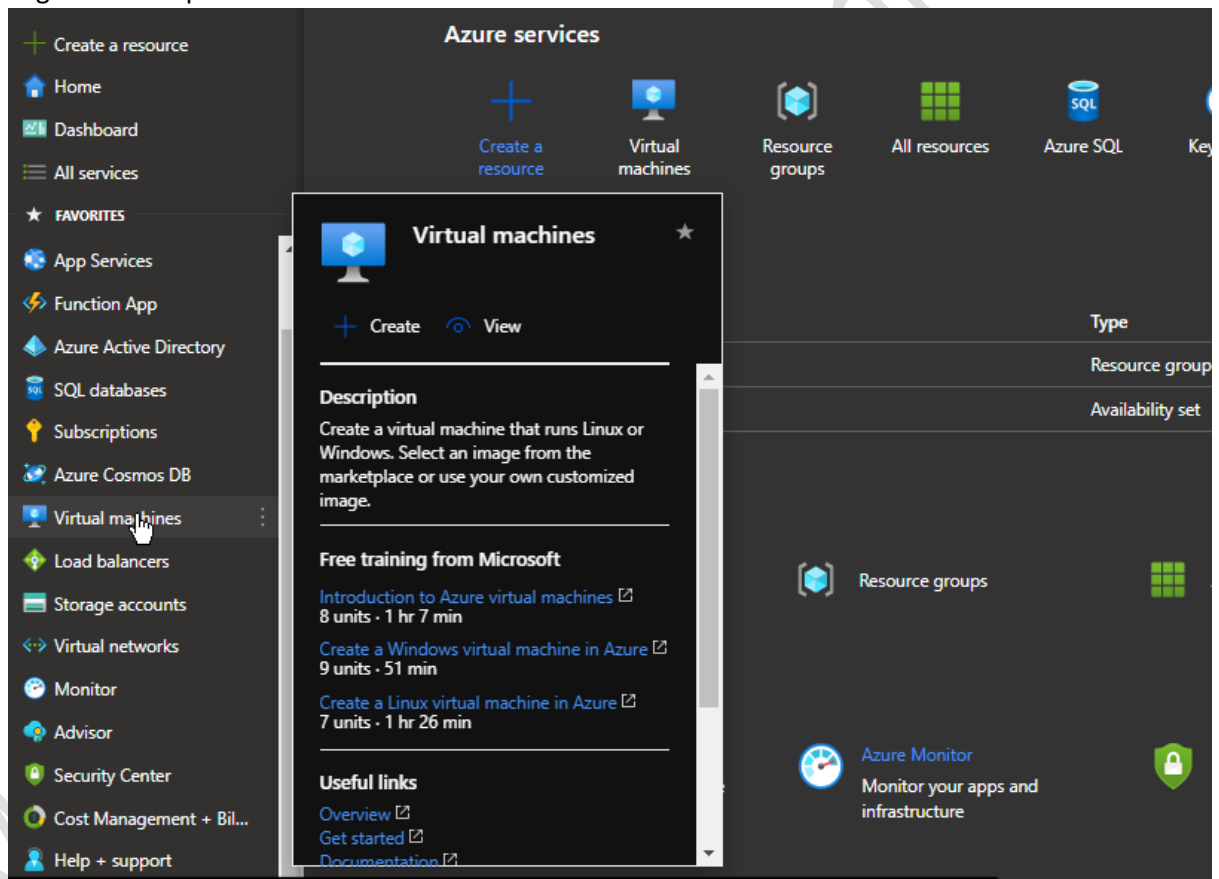 Create a resource
Home
Dashboard
All services
FAVORITES
App Services
Function App
Azure Active Directory
SQL databases
Subscriptions
Azure Cosmos DB
Virtual machines
Load balancers
Storage accounts
Virtual networks
Monitor
Advisor
Security Center
Cost Management + Bil...
Help + support
Azure services
Create a
resource
Virtual
machines
Resource
groups
All resources
SQL
Azure SQL
Key
Virtual machines
Create
View
Description
Create a virtual machine that runs Linux or
Windows. Select an image from the
marketplace or use your own customized
image.
Free training from Microsoft
Introduction to Azure virtual machines
8 units · 1 hr 7 min
Create a Windows virtual machine in Azure
9 units · 51 min
Create a Linux virtual machine in Azure
7 units · 1 hr 26 min
Useful links
Overview
Get started
Documentation
Type
Resource group
Availability set
Resource groups
Azure Monitor
Monitor your apps and
infrastructure